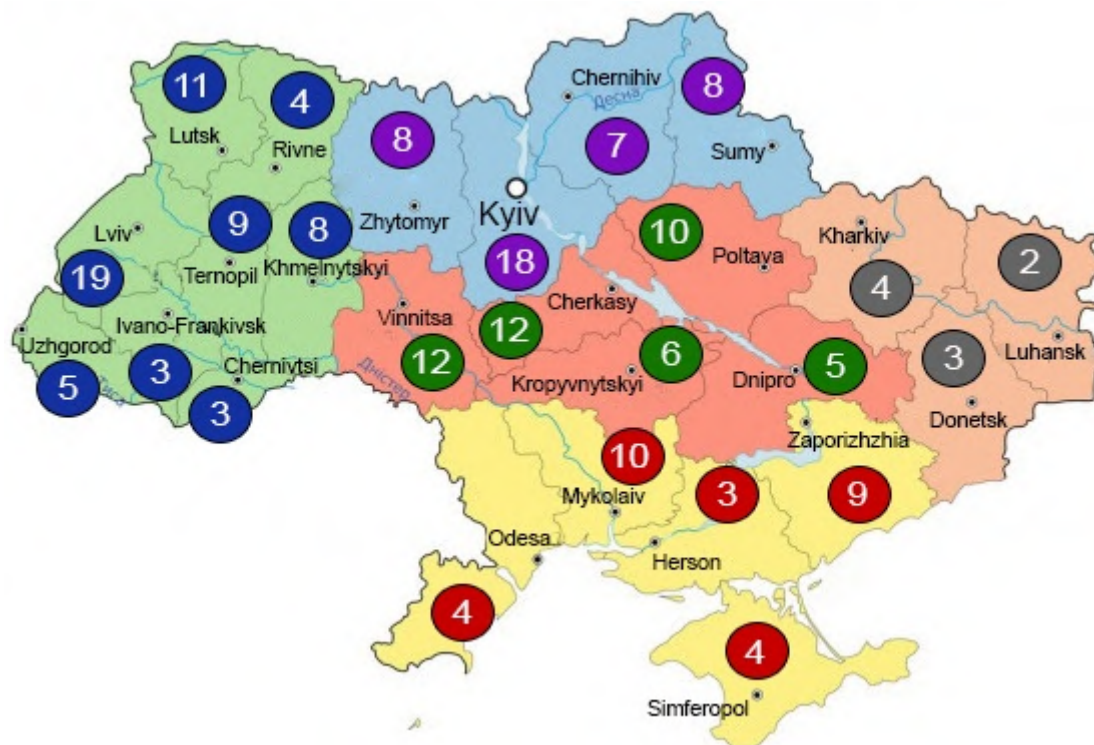 11
4
8
Chernihiv
Десна
8
Lutsk
Rivne
7
Sumy
Zhytomyr
Kyiv
9
8
10
Lviv
Ternopil
Khmelnytskyi
18
Poltava
Kharkiv
2
19
4
Cherkasy
Uzhgorod
Ivano-Frankivsk
Vinnitsa
12
12
6
5
3
Luhansk
5
Тиса
3
Chernivtsi
3
Дністер
Kropyvnytskyi
Dnipro
Donetsk
Zaporizhzhia
10
3
9
Mykolaiv
Odesa
Herson
4
4
Simferopol